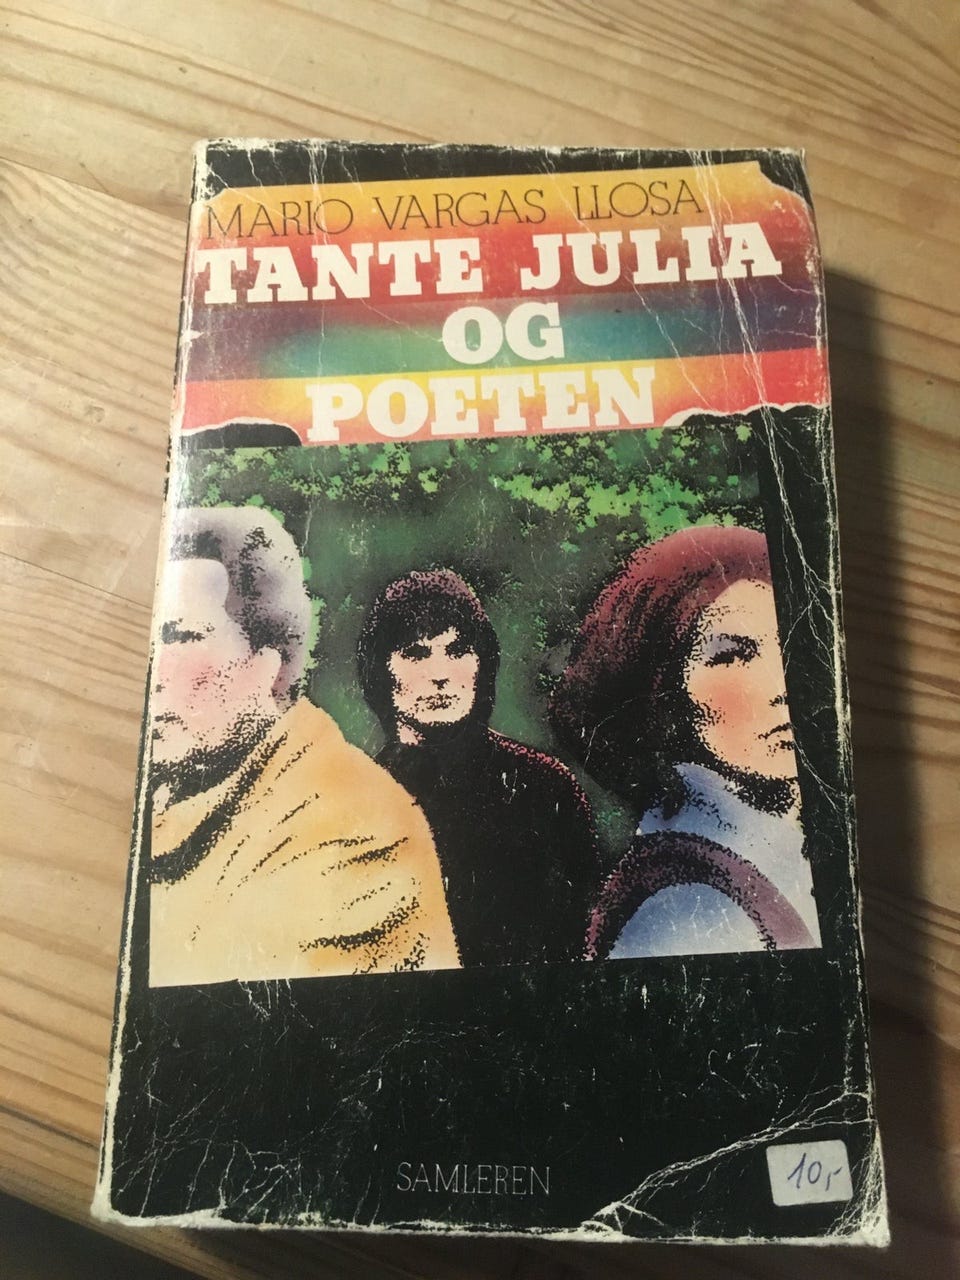 MARIO VARGAS LLOSA
TANTE JULIA
OG
POETEN
SAMLEREN
10,-